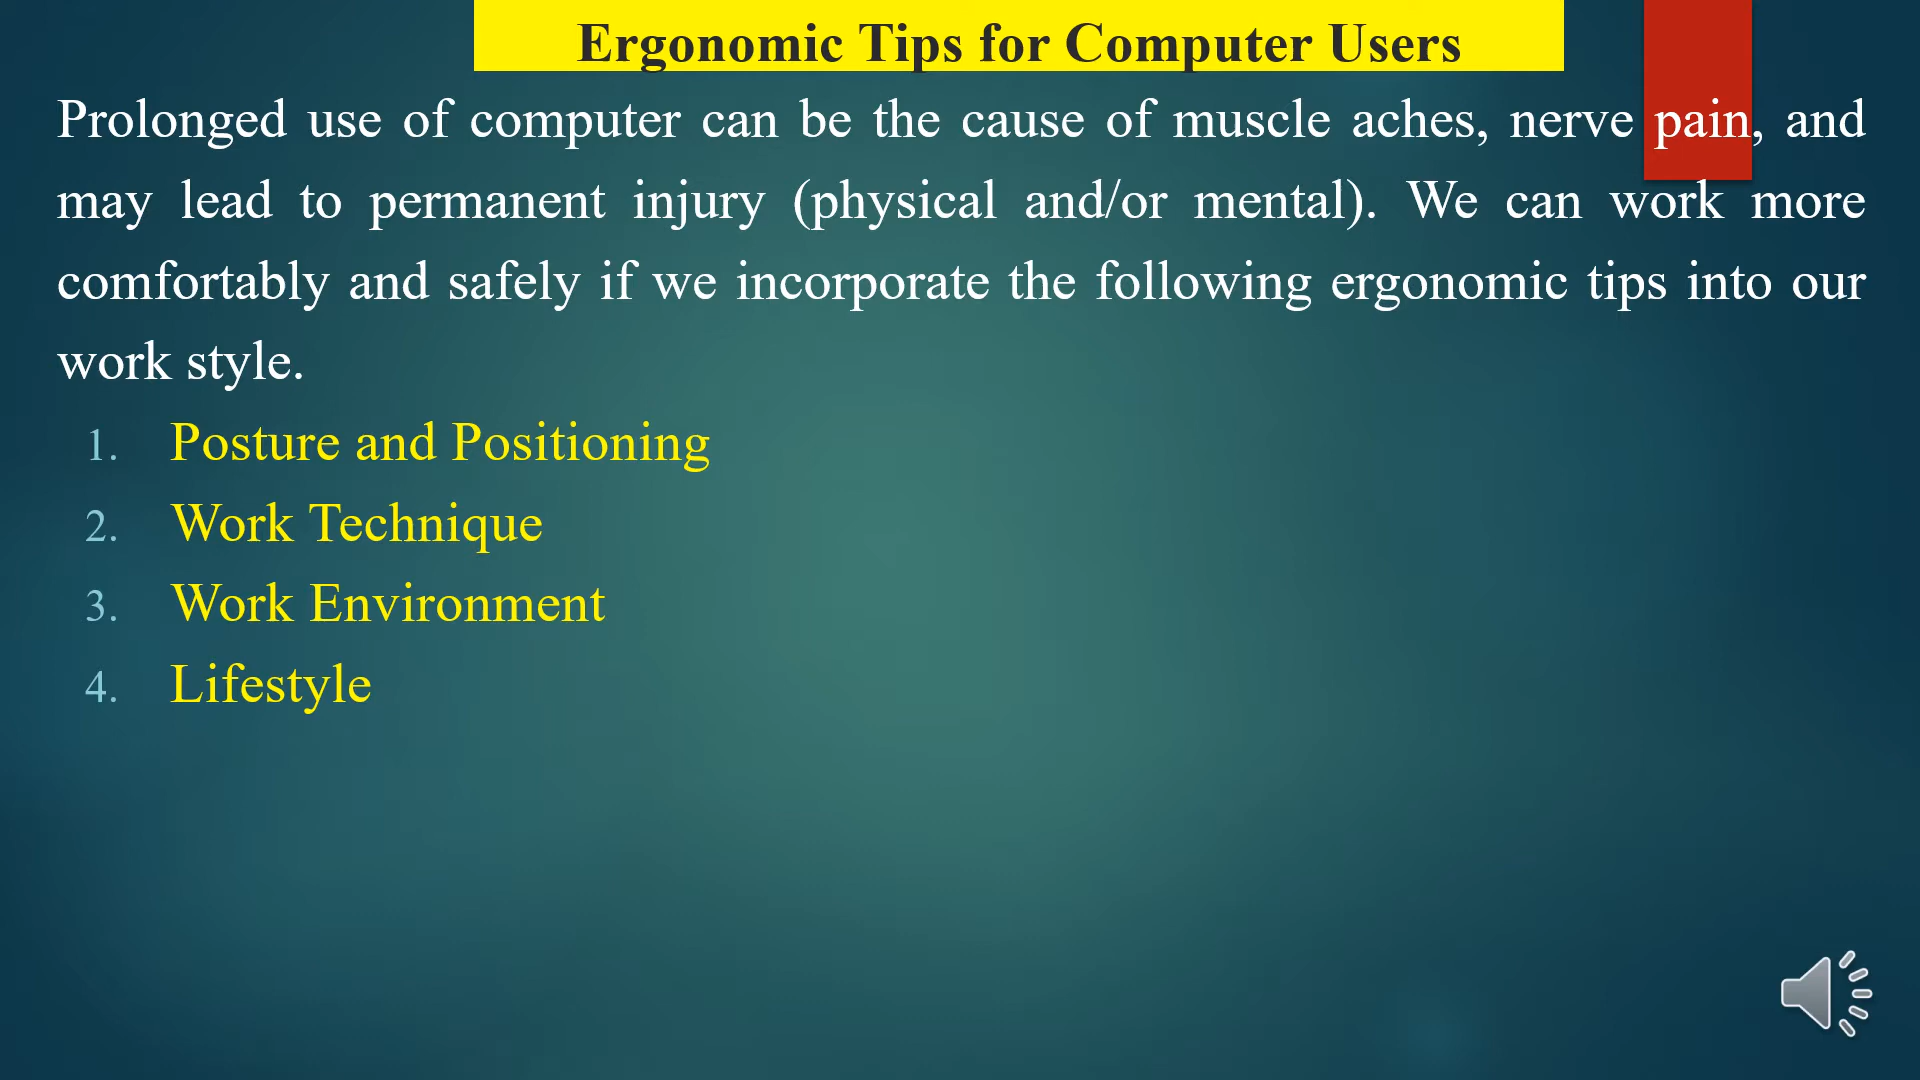 Ergonomic Tips for Computer Users
Prolonged use of computer can be the cause of muscle aches, nerve pain, and
may lead to permanent injury (physical and/or mental). We can work more
comfortably and safely if we incorporate the following ergonomic tips into our
work style.
1. Posture and Positioning
2. Work Technique
3. Work Environment
4. Lifestyle